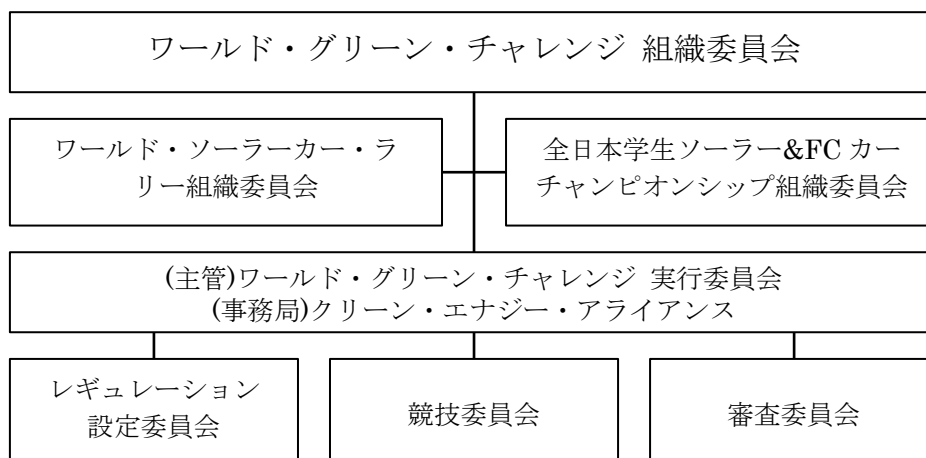 ワールド・グリーン・チャレンジ 組織委員会
ワールド・ソーラーカー・ラ
リー組織委員会
全日本学生ソーラー&FC カー
チャンピオンシップ組織委員会
(主管)ワールド・グリーン・チャレンジ 実行委員会
(事務局)クリーン・エナジー・アライアンス
レギュレーション
設定委員会
競技委員会
審査委員会